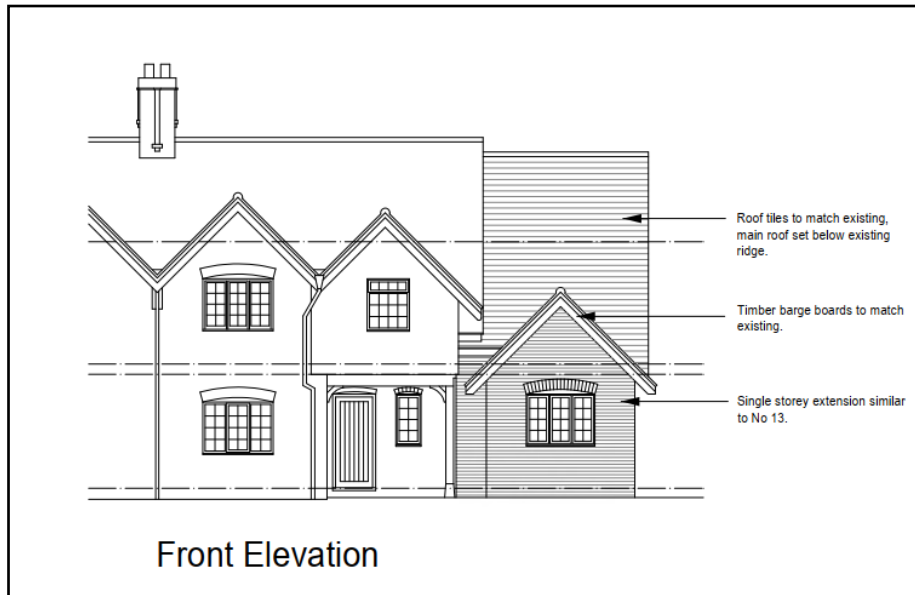 Roof tiles to match existing,
main roof set below existing
ridge.
Timber barge boards to match
existing.
Single storey extension similar
to No 13.
Front Elevation